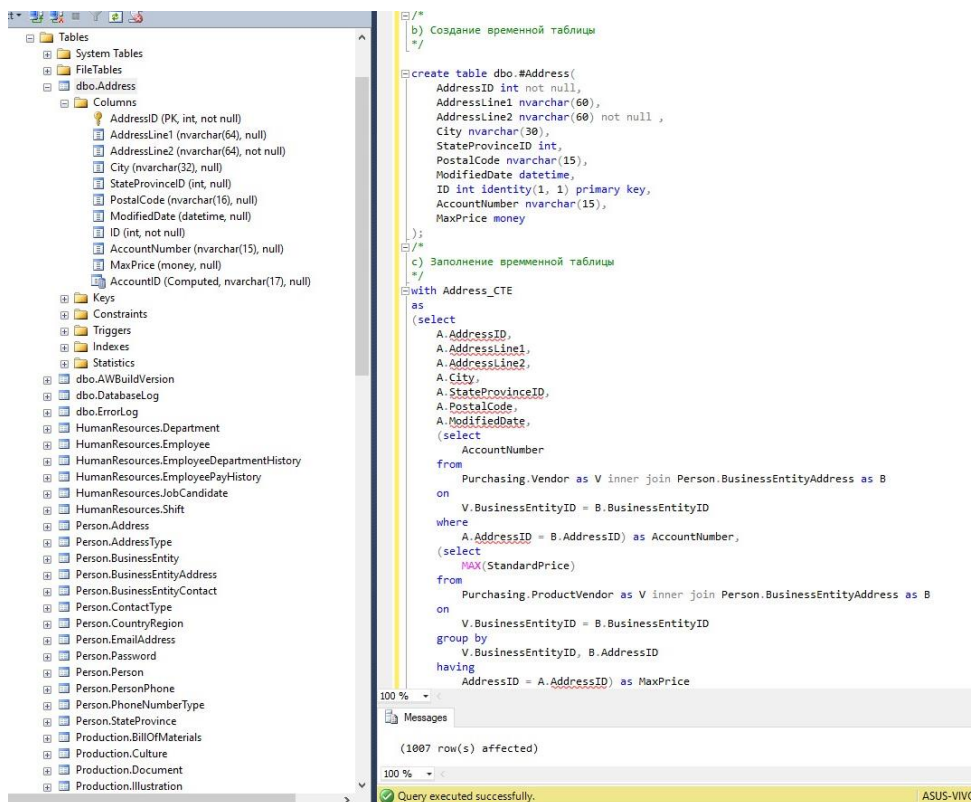 Tables
System Tables
FileTables
dbo.Address
Columns
AddressID (PK, int, not null)
AddressLine1 (nvarchar(64), null)
AddressLine2 (nvarchar(64), not null)
City (nvarchar(32), null)
StateProvinceID (int, null)
PostalCode (nvarchar(16), null)
ModifiedDate (datetime, null)
ID (int, not null)
AccountNumber (nvarchar(15), null)
MaxPrice (money, null)
AccountID (Computed, nvarchar(17), null)
Keys
Constraints
Triggers
Indexes
Statistics
dbo.AWBuildVersion
dbo.DatabaseLog
dbo.ErrorLog
HumanResources.Department
HumanResources.Employee
HumanResources.EmployeeDepartmentHistory
HumanResources.EmployeePayHistory
HumanResources.JobCandidate
HumanResources.Shift
Person.Address
Person.AddressType
Person.BusinessEntity
Person.BusinessEntityAddress
Person.BusinessEntityContact
Person.ContactType
Person.CountryRegion
Person.EmailAddress
Person.Password
Person.Person
Person.PersonPhone
Person.PhoneNumberType
Person.StateProvince
Production.BillOfMaterials
Production.Culture
Production.Document
Production.Illustration
/*
b) Создание временной таблицы
*/
create table dbo.#Address(
AddressID int not null,
AddressLine1 nvarchar(60),
AddressLine2 nvarchar(60) not null ,
City nvarchar(30),
StateProvinceID int,
PostalCode nvarchar(15),
ModifiedDate datetime,
ID int identity(1, 1) primary key,
AccountNumber nvarchar(15),
MaxPrice money
);
/*
c) Заполнение времменной таблицы
*/
with Address_CTE
as
(select
A.AddressID,
A.AddressLine1,
A.AddressLine2,
A.City,
A.StateProvinceID,
A.PostalCode,
A.ModifiedDate,
(select
AccountNumber
from
Purchasing.Vendor as V inner join Person.BusinessEntityAddress as B
on
V.BusinessEntityID = B.BusinessEntityID
where
A.AddressID = B.AddressID) as AccountNumber,
(select
MAX(StandardPrice)
from
Purchasing.ProductVendor as V inner join Person.BusinessEntityAddress as B
on
V.BusinessEntityID = B.BusinessEntityID
group by
V.BusinessEntityID, B.AddressID
having
AddressID = A.AddressID) as MaxPrice
100 %
Messages
(1007 row(s) affected)
100 %
Query executed successfully.